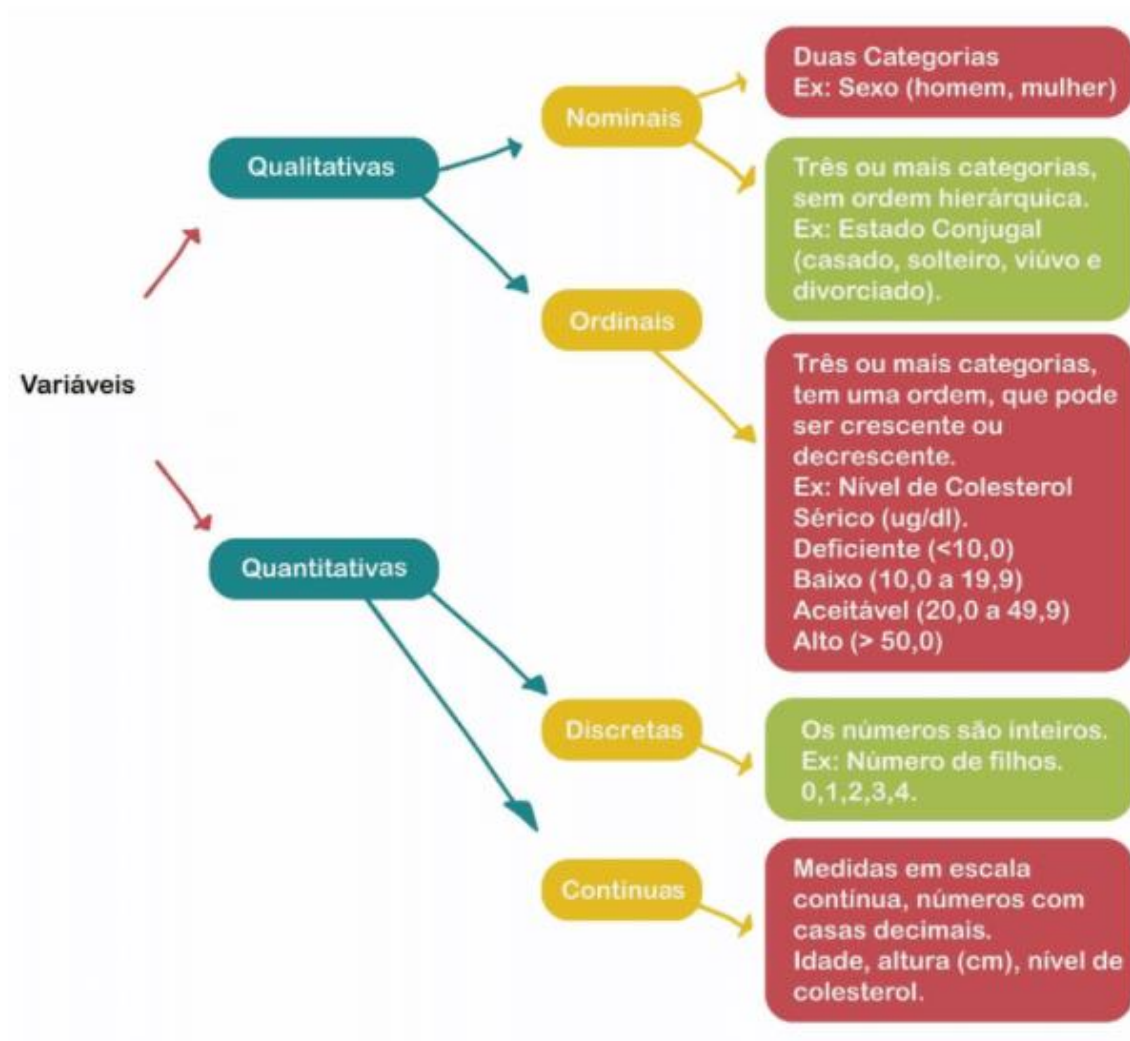 Variáveis
Qualitativas
Nominais
Duas Categorias
Ex: Sexo (homem, mulher)
Três ou mais categorias,
sem ordem hierárquica.
Ex: Estado Conjugal
(casado, solteiro, viúvo e
divorciado).
Ordinais
Três ou mais categorias,
tem uma ordem, que pode
ser crescente ou
decrescente.
Ex: Nível de Colesterol
Sérico (ug/dl).
Deficiente (<10,0)
Baixo (10,0 a 19,9)
Aceitável (20,0 a 49,9)
Alto (> 50,0)
Quantitativas
Discretas
Os números são inteiros.
Ex: Número de filhos.
0,1,2,3,4.
Contínuas
Medidas em escala
contínua, números com
casas decimais.
Idade, altura (cm), nível de
colesterol.